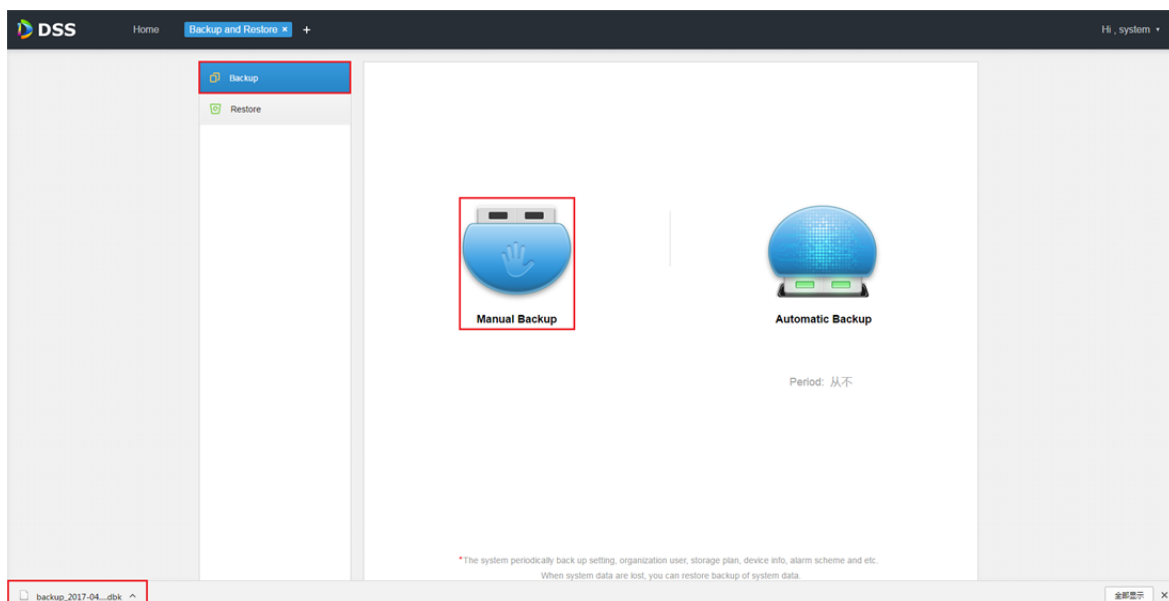 DSS
Home
Backup and Restore × +
Hi , system
Backup
Restore
Manual Backup
Automatic Backup
Period: 从不
*The system periodically back up setting, organization user, storage plan, device info, alarm scheme and etc.
When system data are lost, you can restore backup of system data.
backup_2017-04....dbk
全部显示 ×